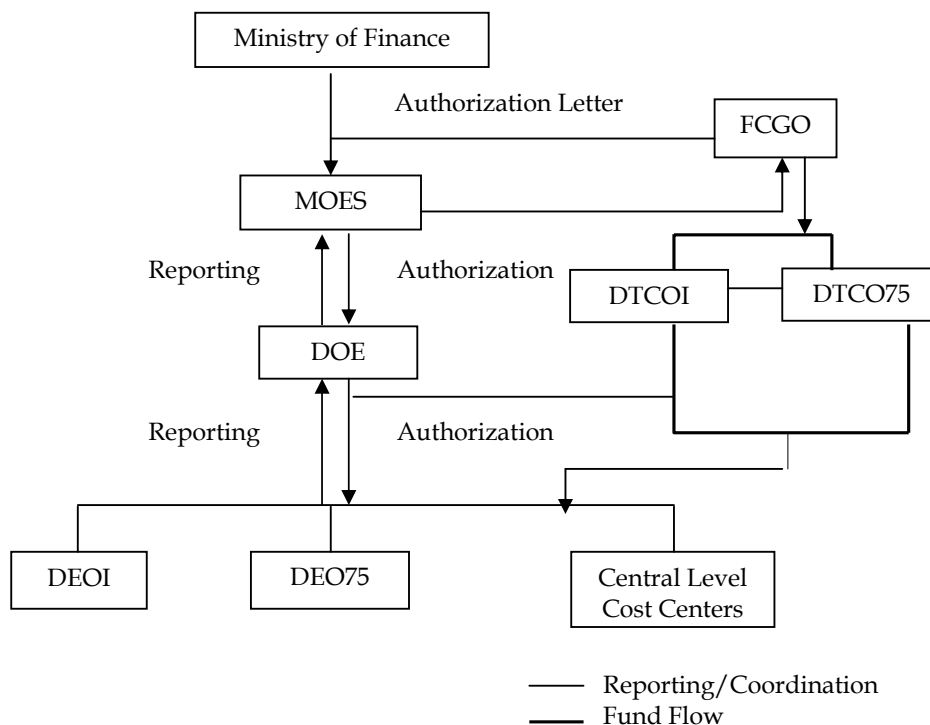 Ministry of Finance
Authorization Letter
FCGO
MOES
Reporting
Authorization
DTCOI
DTCO75
DOE
Reporting
Authorization
DEOI
DEO75
Central Level
Cost Centers
Reporting/Coordination
Fund Flow